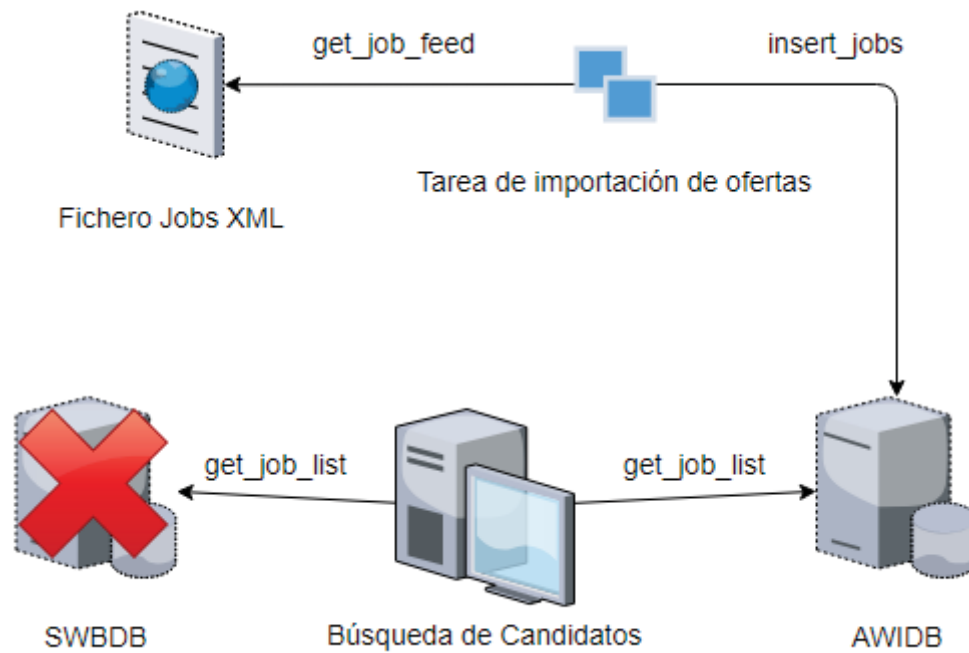 get_job_feed
insert_jobs
Tarea de importación de ofertas
Fichero Jobs XML
get_job_list
get_job_list
SWBDB
Búsqueda de Candidatos
AWIDB